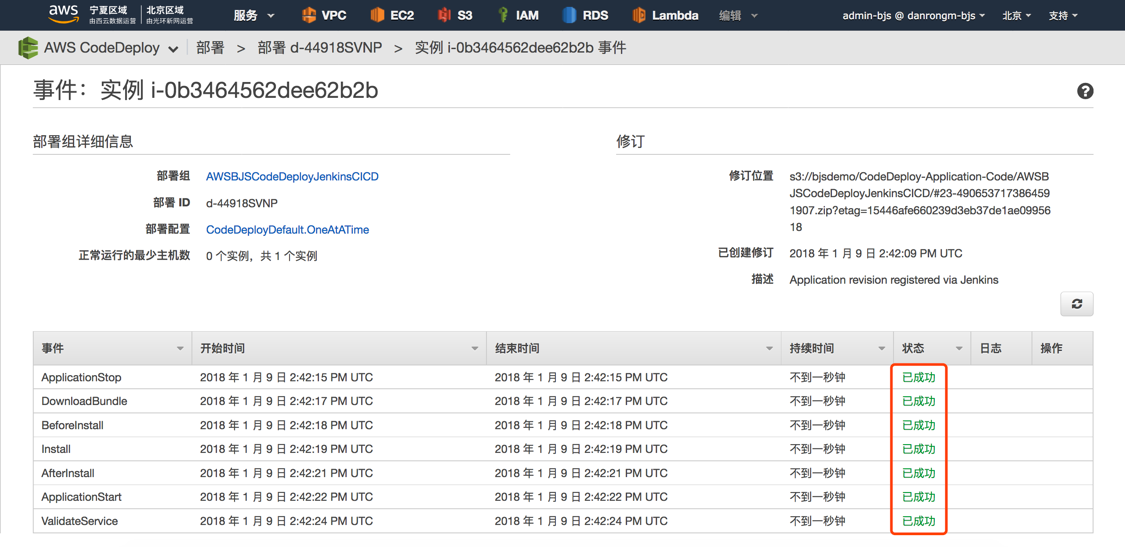 aws 宁夏区域 由西云数据运营 北京区域 由光环新网运营 服务 VPC EC2 S3 IAM RDS Lambda 编辑 admin-bjs @ danrongm-bjs 北京 支持
AWS CodeDeploy 部署 > 部署 d-44918SVNP > 实例 i-0b3464562dee62b2b 事件
事件: 实例 i-0b3464562dee62b2b
部署组详细信息
部署组 AWSBJSCodeDeployJenkinsCICD
部署 ID d-44918SVNP
部署配置 CodeDeployDefault.OneAtATime
正常运行的最少主机数 0 个实例，共 1 个实例
修订
修订位置 s3://bjsdemo/CodeDeploy-Application-Code/AWSB
JSCodeDeployJenkinsCICD/#23-490653717386459
1907.zip?etag=15446afe660239d3eb37de1ae09956
18
已创建修订 2018 年 1 月 9 日 2:42:09 PM UTC
描述 Application revision registered via Jenkins
事件 开始时间 结束时间 持续时间 状态 日志 操作
ApplicationStop 2018 年 1 月 9 日 2:42:15 PM UTC 2018 年 1 月 9 日 2:42:15 PM UTC 不到一秒钟 已成功
DownloadBundle 2018 年 1 月 9 日 2:42:17 PM UTC 2018 年 1 月 9 日 2:42:17 PM UTC 不到一秒钟 已成功
BeforeInstall 2018 年 1 月 9 日 2:42:18 PM UTC 2018 年 1 月 9 日 2:42:18 PM UTC 不到一秒钟 已成功
Install 2018 年 1 月 9 日 2:42:19 PM UTC 2018 年 1 月 9 日 2:42:19 PM UTC 不到一秒钟 已成功
AfterInstall 2018 年 1 月 9 日 2:42:21 PM UTC 2018 年 1 月 9 日 2:42:21 PM UTC 不到一秒钟 已成功
ApplicationStart 2018 年 1 月 9 日 2:42:22 PM UTC 2018 年 1 月 9 日 2:42:22 PM UTC 不到一秒钟 已成功
ValidateService 2018 年 1 月 9 日 2:42:24 PM UTC 2018 年 1 月 9 日 2:42:24 PM UTC 不到一秒钟 已成功